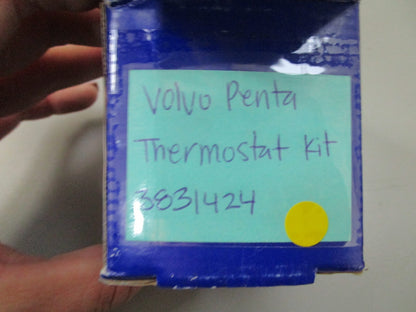 Volvo Penta
Thermostat Kit
3831424